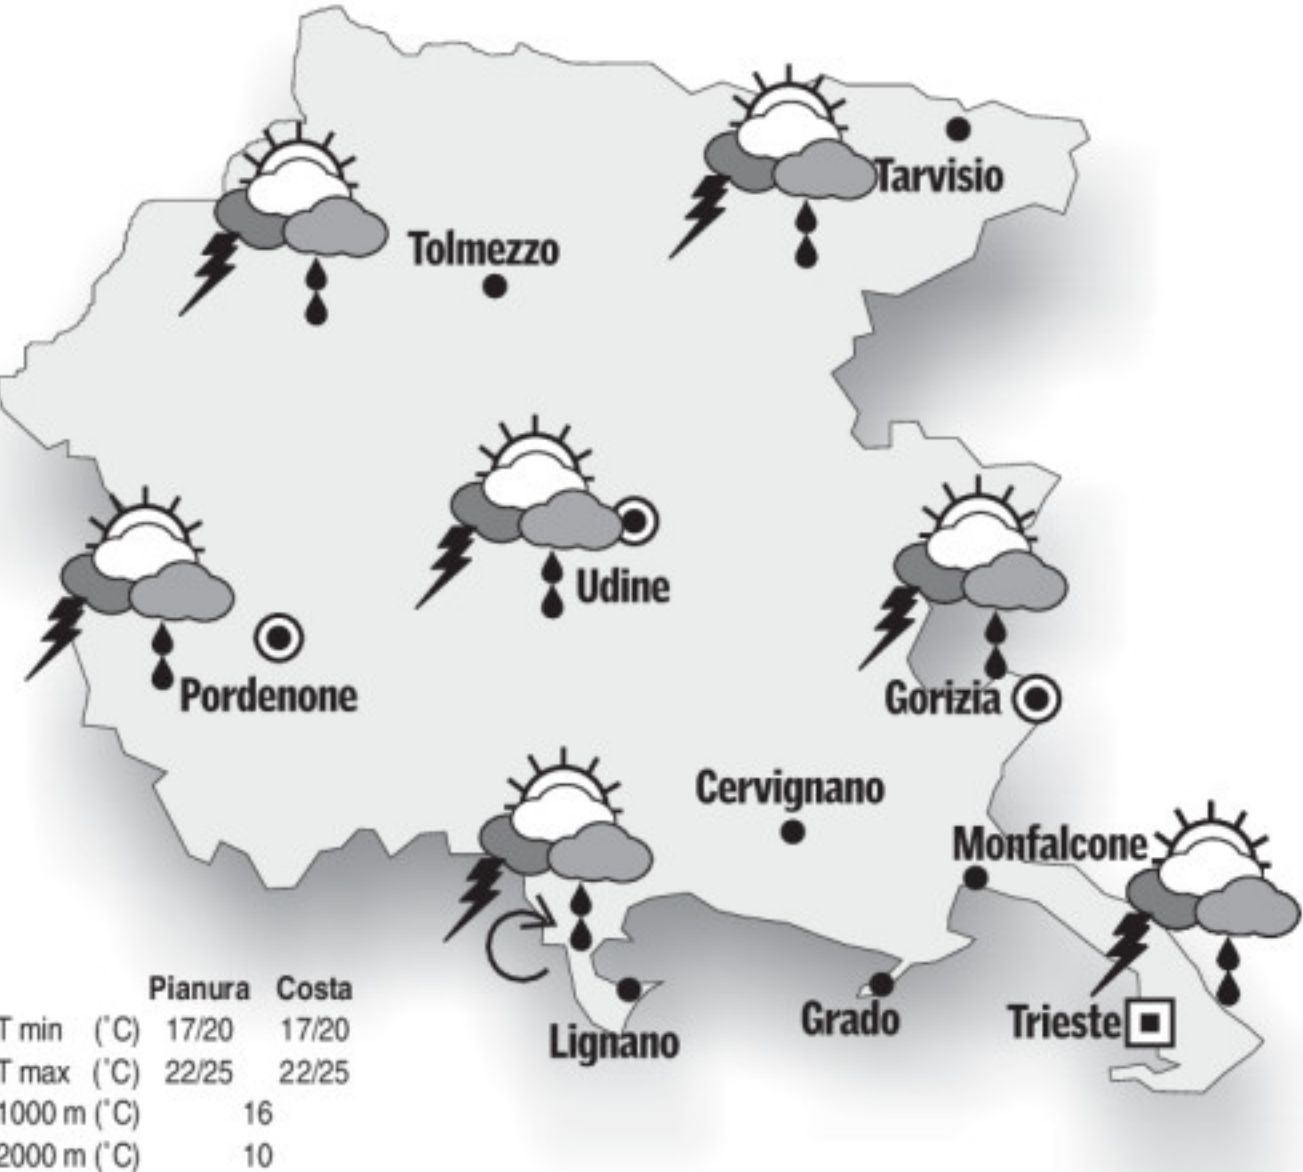 Tarvisio
Tolmezzo
Udine
Pordenone
Gorizia
Cervignano
Monfalcone
Grado
Trieste
Lignano
Pianura Costa
T min (°C) 17/20 17/20
T max (°C) 22/25 22/25
1000 m (°C) 16
2000 m (°C) 10